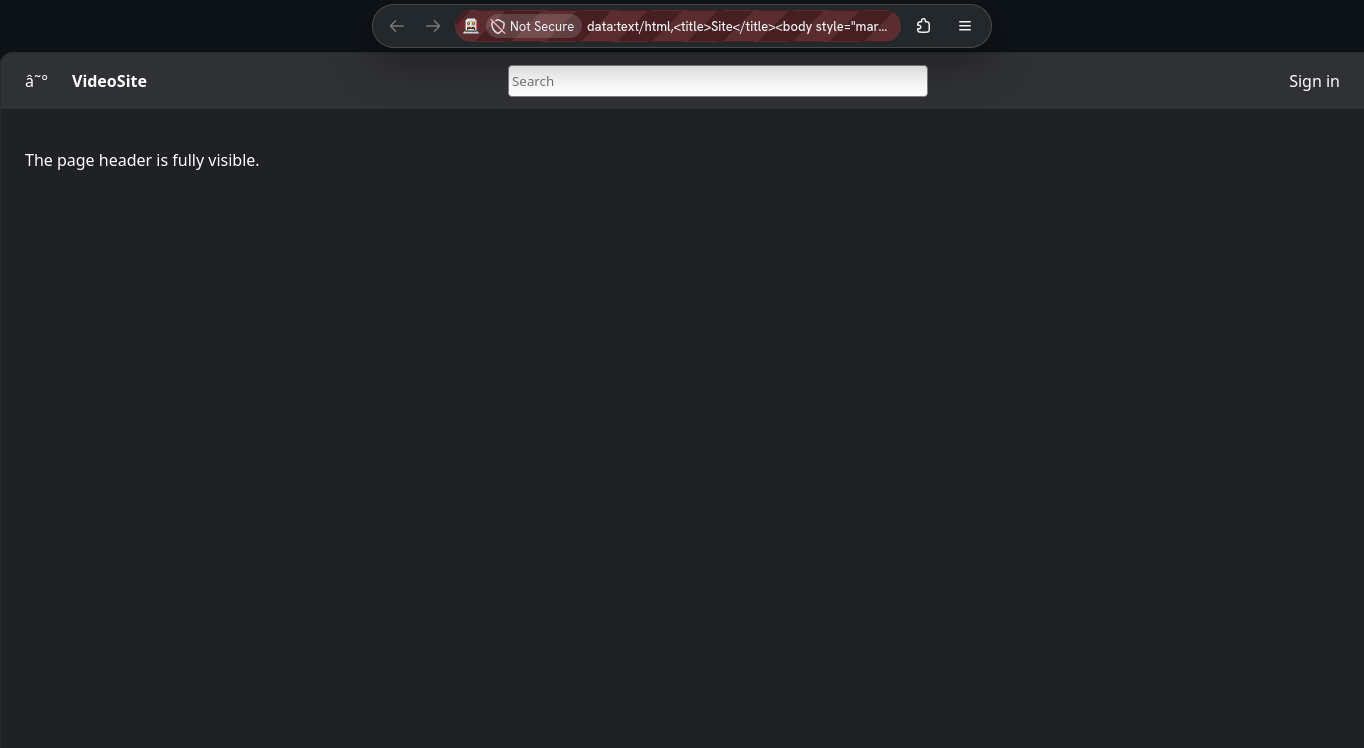 Not Secure data:text/html,<title>Site</title><body style="mar...
â˜° VideoSite Search Sign in
The page header is fully visible.